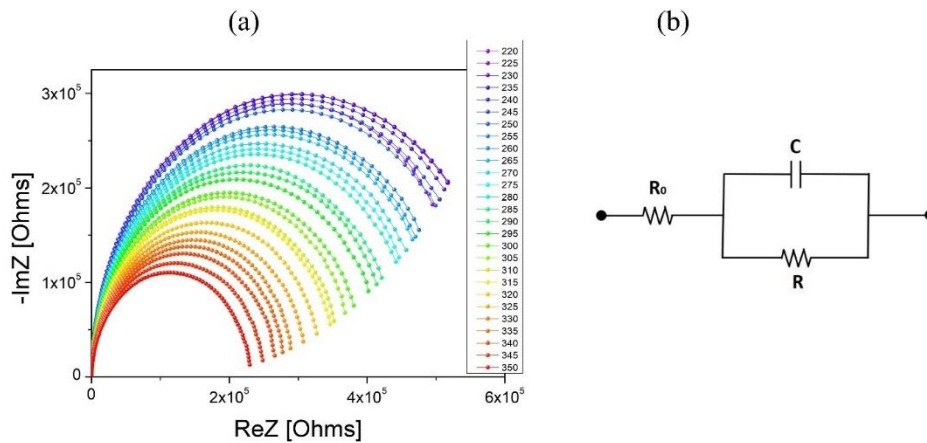 (a)
(b)
-ImZ [Ohms]
3x10⁵
2x10⁵
1x10⁵
0
0
2x10⁵
4x10⁵
6x10⁵
ReZ [Ohms]
220
225
230
235
240
245
250
255
260
265
270
275
280
285
290
295
300
305
310
315
320
325
330
335
340
345
350
C
R₀
R